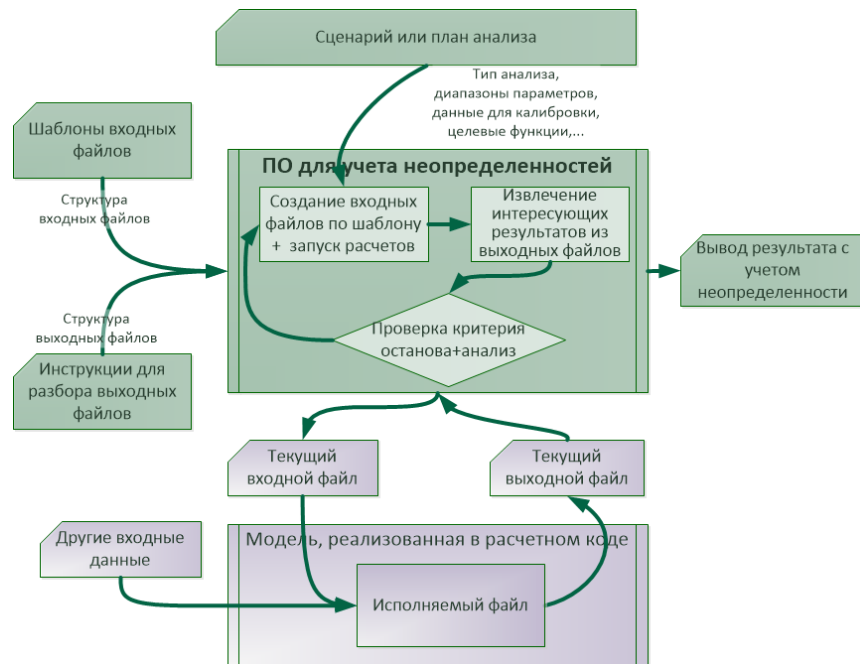 Сценарий или план анализа
Тип анализа,
диапазоны параметров,
данные для калибровки,
целевые функции,...
Шаблоны входных
файлов
Структура
входных файлов
ПО для учета неопределенностей
Создание входных
файлов по шаблону
+ запуск расчетов
Извлечение
интересующих
результатов из
выходных файлов
Вывод результата с
учетом
неопределенности
Проверка критерия
останова+анализ
Структура
выходных файлов
Инструкции для
разбора выходных
файлов
Текущий
входной файл
Текущий
выходной файл
Другие входные
данные
Модель, реализованная в расчетном коде
Исполняемый файл